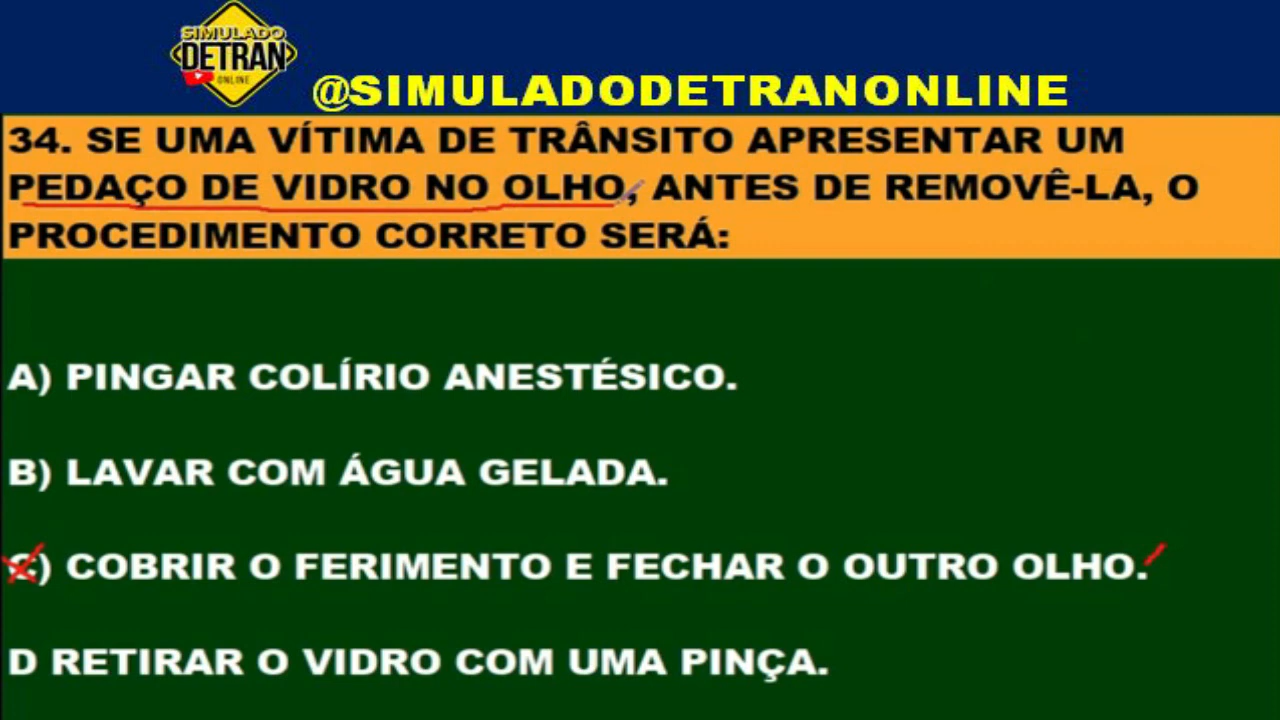 SIMULADO
DETRAN
ONLINE
@SIMULADODETRANONLINE
34. SE UMA VÍTIMA DE TRÂNSITO APRESENTAR UM
PEDAÇO DE VIDRO NO OLHO, ANTES DE REMOVÊ-LA, O
PROCEDIMENTO CORRETO SERÁ:
A) PINGAR COLÍRIO ANESTÉSICO.
B) LAVAR COM ÁGUA GELADA.
C) COBRIR O FERIMENTO E FECHAR O OUTRO OLHO.
D RETIRAR O VIDRO COM UMA PINÇA.